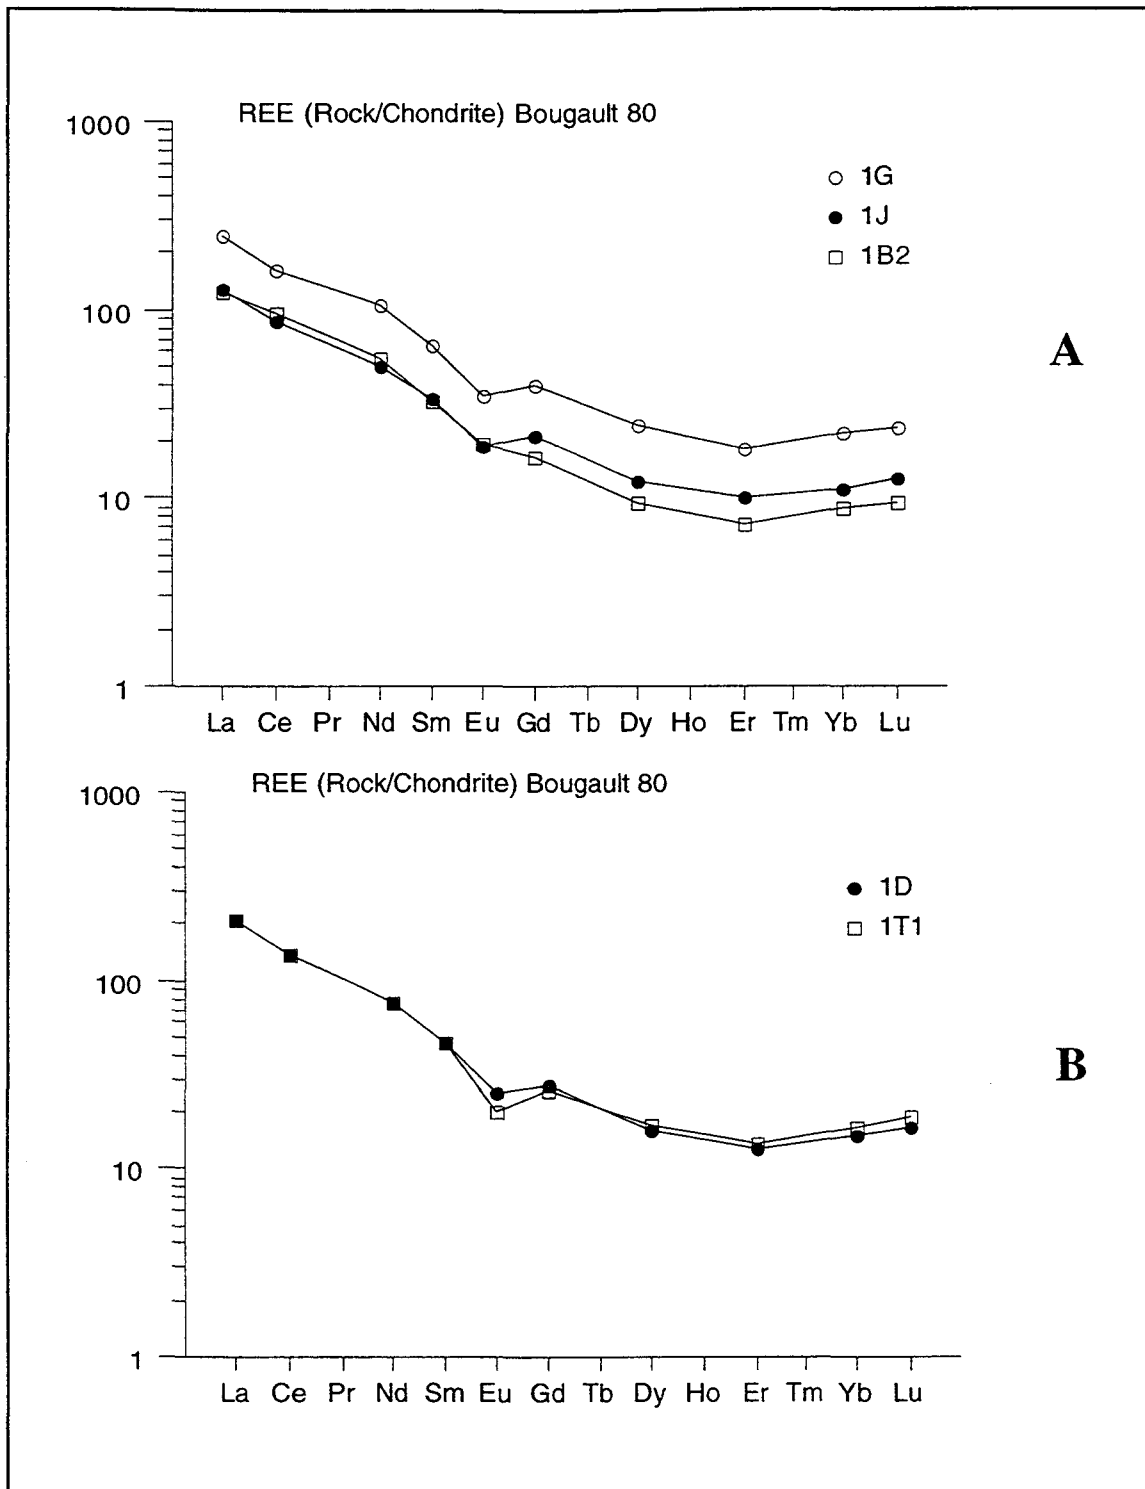 REE (Rock/Chondrite) Bougault 80
1000
100
10
1
1G
1J
1B2
A
La Ce Pr Nd Sm Eu Gd Tb Dy Ho Er Tm Yb Lu
REE (Rock/Chondrite) Bougault 80
1000
100
10
1
1D
1T1
B
La Ce Pr Nd Sm Eu Gd Tb Dy Ho Er Tm Yb Lu